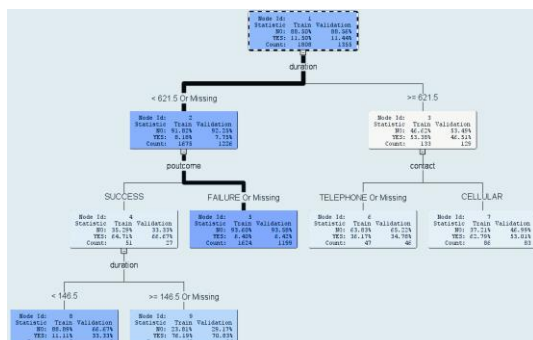 Node Id: 1
Statistic Train Validation
NO: 88.50% 88.56%
YES: 11.50% 11.44%
Count: 1808 1355
duration
< 621.5 Or Missing
>= 621.5
Node Id: 2
Statistic Train Validation
NO: 91.82% 92.25%
YES: 8.18% 7.75%
Count: 1675 1226
Node Id: 3
Statistic Train Validation
NO: 46.62% 53.49%
YES: 53.38% 46.51%
Count: 133 129
poutcome
contact
SUCCESS
FAILURE Or Missing
TELEPHONE Or Missing
CELLULAR
Node Id: 4
Statistic Train Validation
NO: 35.29% 33.33%
YES: 64.71% 66.67%
Count: 51 27
Node Id: 5
Statistic Train Validation
NO: 93.60% 93.58%
YES: 6.40% 6.42%
Count: 1624 1199
Node Id: 6
Statistic Train Validation
NO: 63.83% 65.22%
YES: 36.17% 34.78%
Count: 47 46
Node Id: 7
Statistic Train Validation
NO: 37.21% 46.99%
YES: 62.79% 53.01%
Count: 86 83
duration
< 146.5
>= 146.5 Or Missing
Node Id: 8
Statistic Train Validation
NO: 88.89% 66.67%
YES: 11.11% 33.33%
Node Id: 9
Statistic Train Validation
NO: 23.81% 29.17%
YES: 76.19% 70.83%